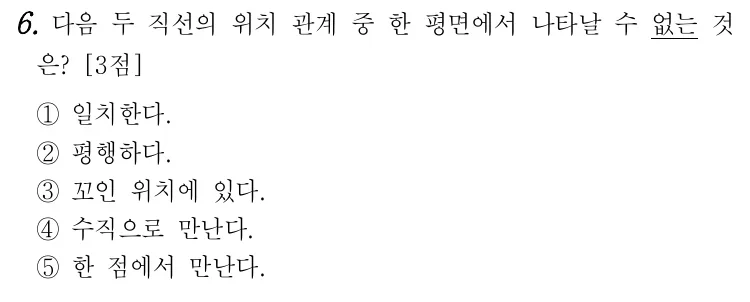 6. 다음 두 직선의 위치 관계 중 한 평면에서 나타날 수 없는 것
은? [3점]
① 일치한다.
② 평행하다.
③ 꼬인 위치에 있다.
④ 수직으로 만난다.
⑤ 한 점에서 만난다.